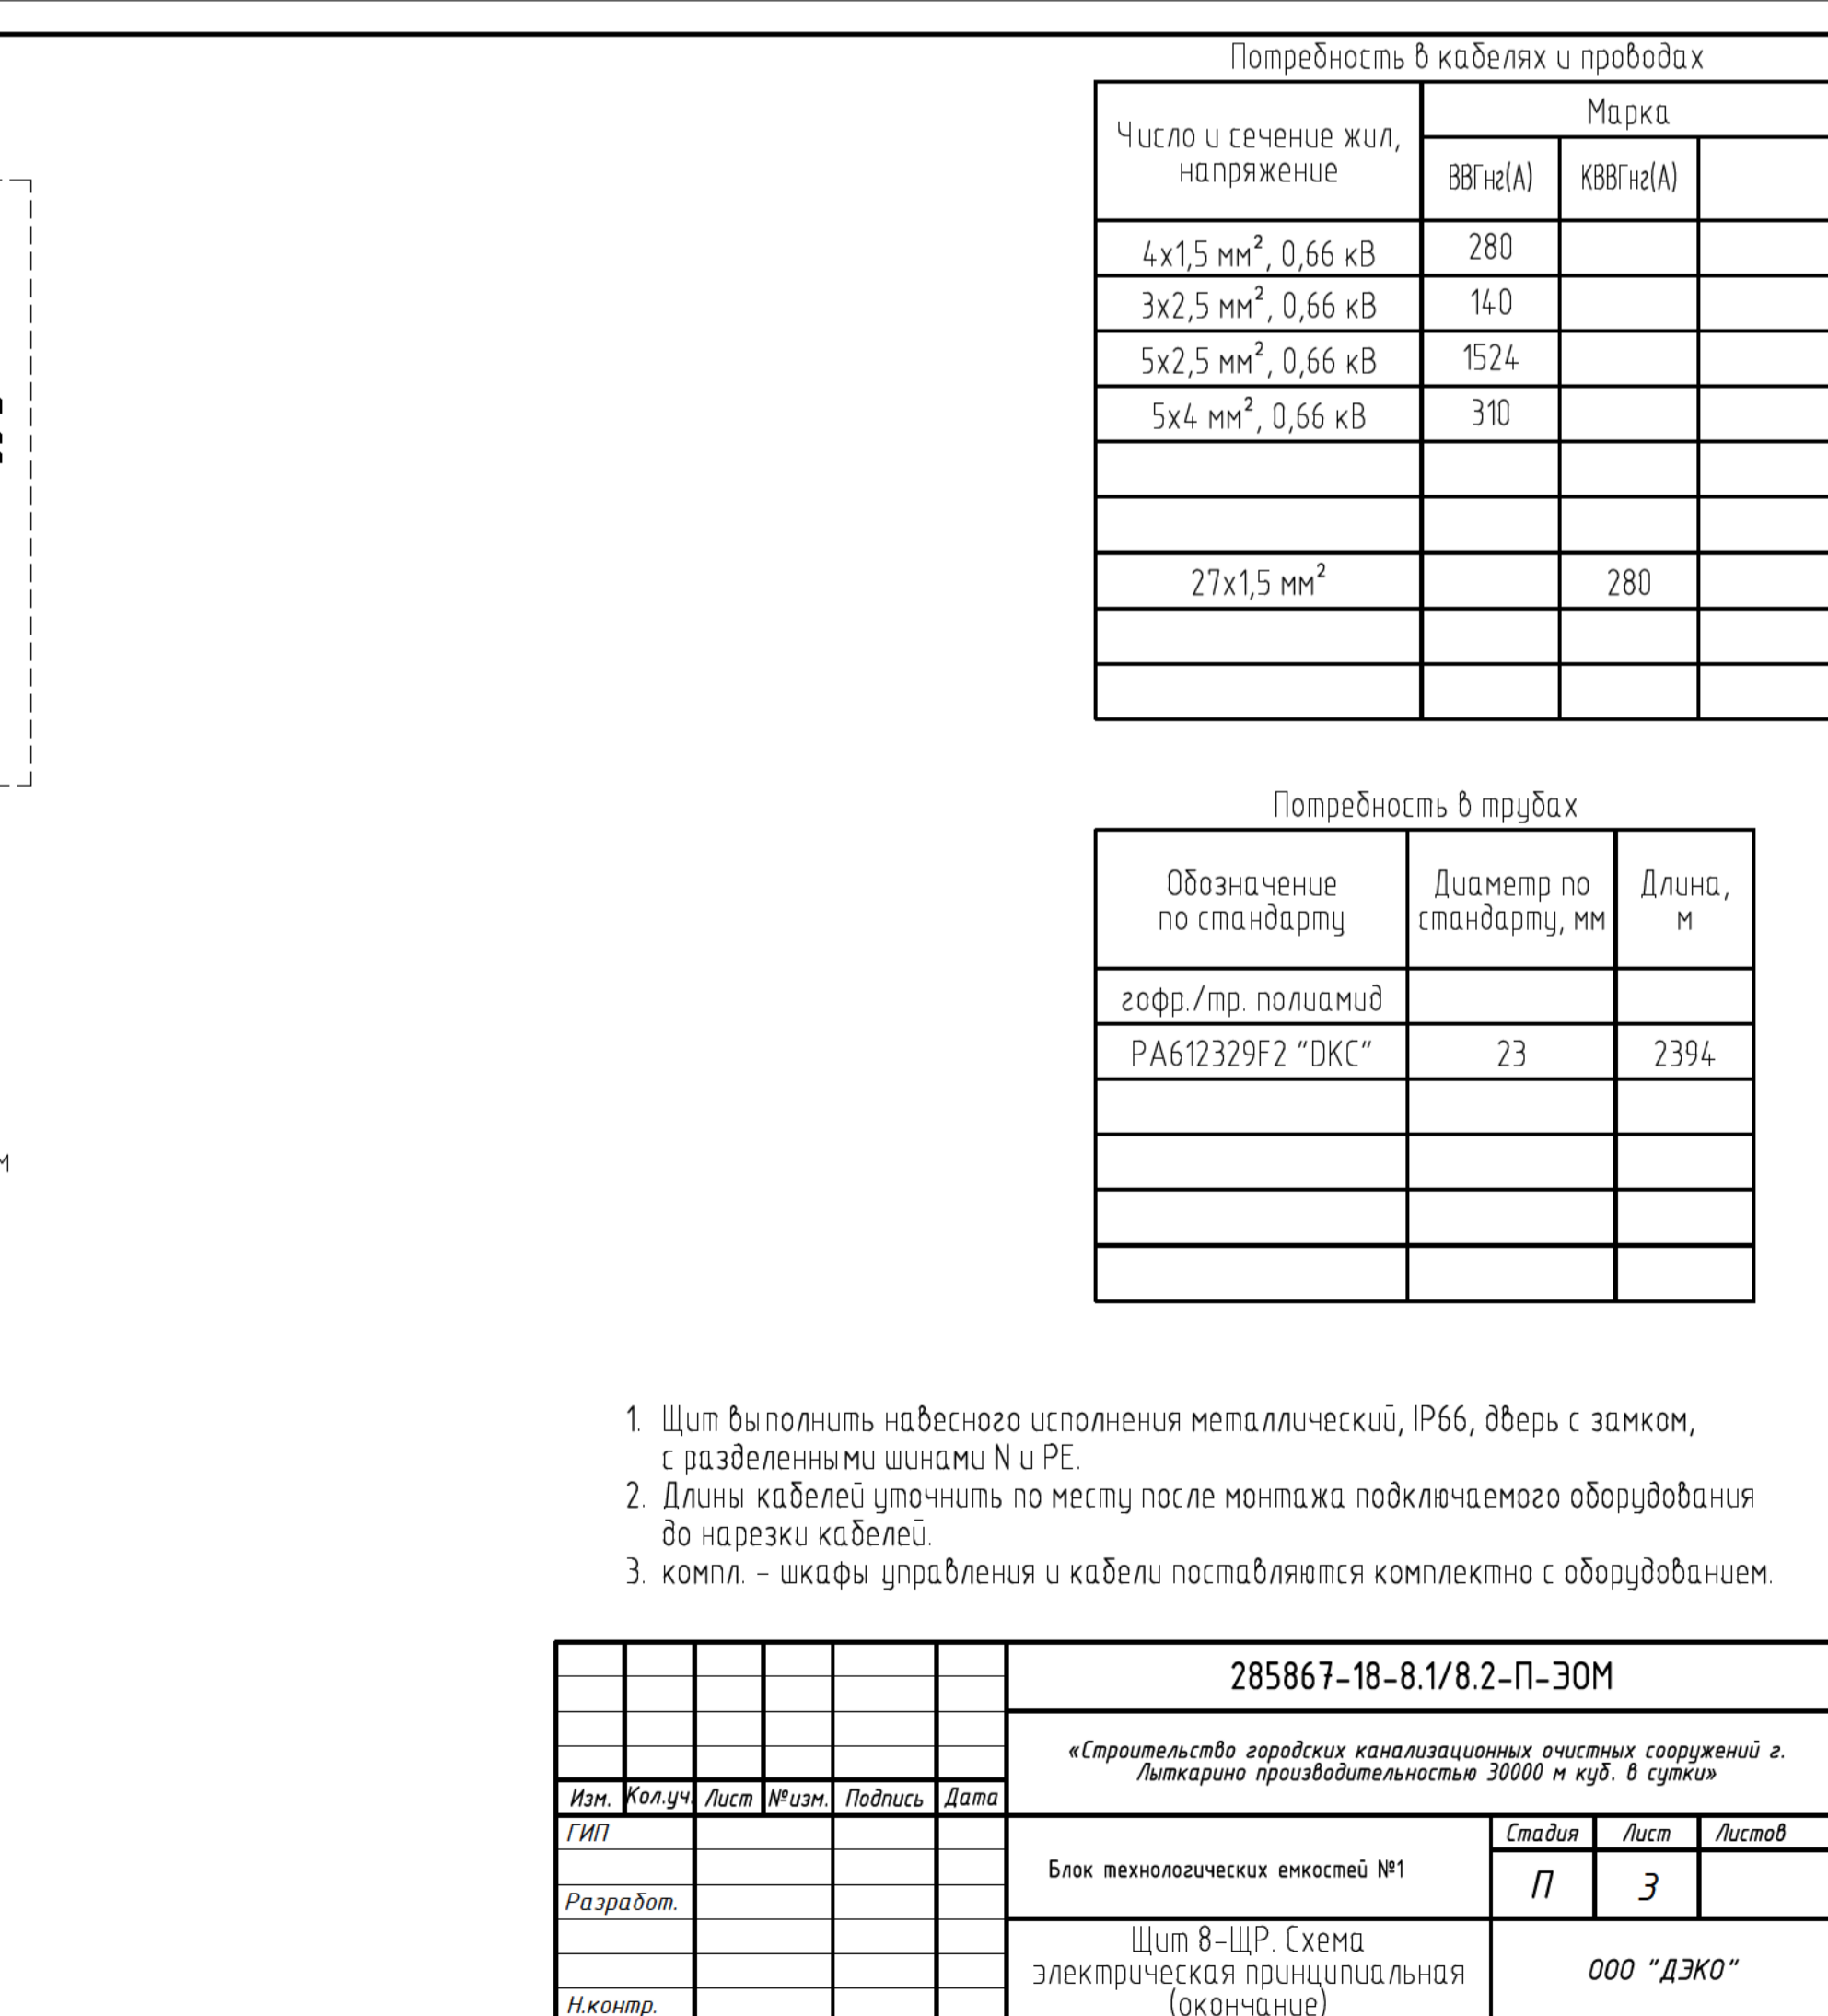 Потребность в кабелях и проводах
Число и сечение жил,
напряжение
Марка
ВВГнг(А)
КВВГнг(А)
4х1,5 мм², 0,66 кВ
280
3х2,5 мм², 0,66 кВ
140
5х2,5 мм², 0,66 кВ
1524
5х4 мм², 0,66 кВ
310
27х1,5 мм²
280
Потребность в трубах
Обозначение
по стандарту
Диаметр по
стандарту, мм
Длина,
м
гофр./тр. полиамид
PA612329F2 "DKC"
23
2394
м
1. Щит выполнить навесного исполнения металлический, IP66, дверь с замком,
с разделенными шинами N и PE.
2. Длины кабелей уточнить по месту после монтажа подключаемого оборудования
до нарезки кабелей.
3. компл. – шкафы управления и кабели поставляются комплектно с оборудованием.
285867-18-8.1/8.2-П-ЭОМ
«Строительство городских канализационных очистных сооружений г.
Лыткарино производительностью 30000 м куб. в сутки»
Изм. Кол.уч. Лист №изм. Подпись Дата
ГИП
Разработ.
Н.контр.
Блок технологических емкостей №1
Стадия Лист Листов
П 3
Щит 8-ЩР. Схема
электрическая принципиальная
(окончание)
ООО "ДЭКО"